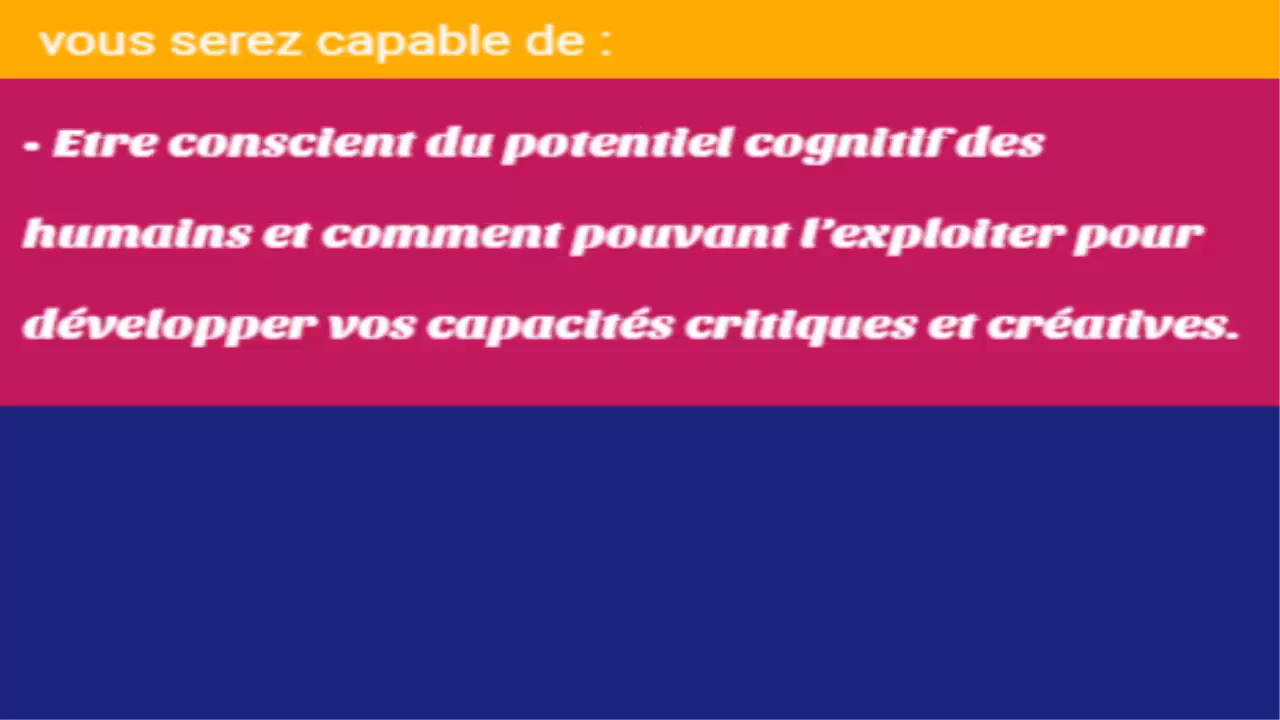 vous serez capable de :
- Etre conscient du potentiel cognitif des
humains et comment pouvant l’exploiter pour
développer vos capacités critiques et créatives.